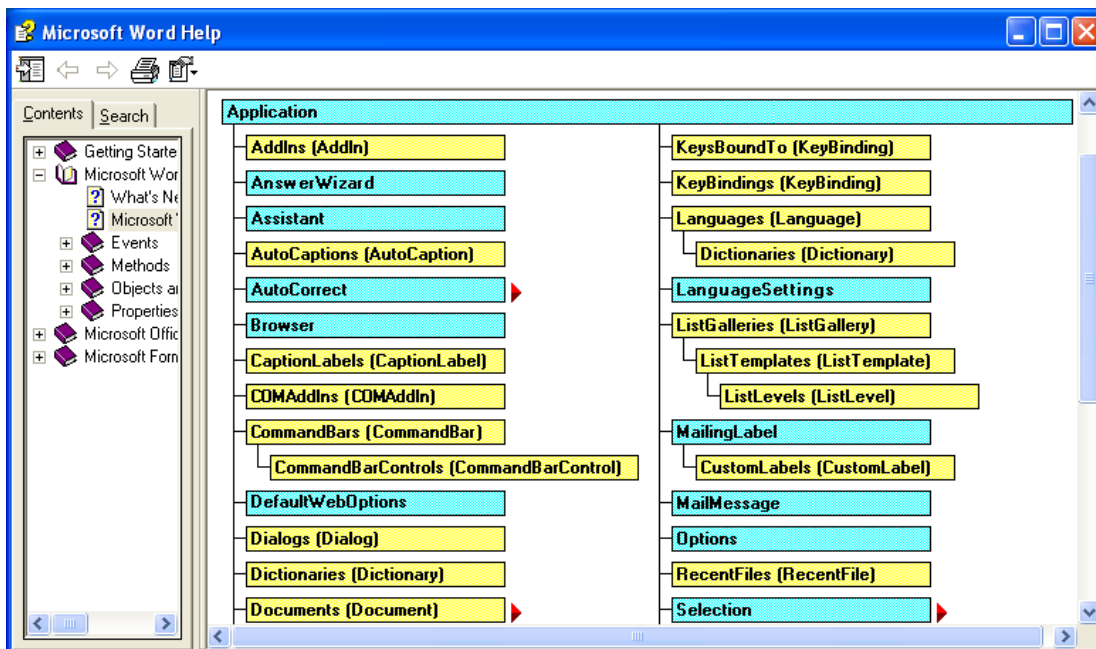 Microsoft Word Help
Contents
Search
Getting Starte
Microsoft Wor
What's Ne
Microsoft
Events
Methods
Objects a
Properties
Microsoft Offic
Microsoft Forn
Application
AddIns (AddIn)
AnswerWizard
Assistant
AutoCaptions (AutoCaption)
AutoCorrect
Browser
CaptionLabels (CaptionLabel)
COMAddIns (COMAddIn)
CommandBars (CommandBar)
CommandBarControls (CommandBarControl)
DefaultWebOptions
Dialogs (Dialog)
Dictionaries (Dictionary)
Documents (Document)
KeysBoundTo (KeyBinding)
KeyBindings (KeyBinding)
Languages (Language)
Dictionaries (Dictionary)
LanguageSettings
ListGalleries (ListGallery)
ListTemplates (ListTemplate)
ListLevels (ListLevel)
MailingLabel
CustomLabels (CustomLabel)
MailMessage
Options
RecentFiles (RecentFile)
Selection